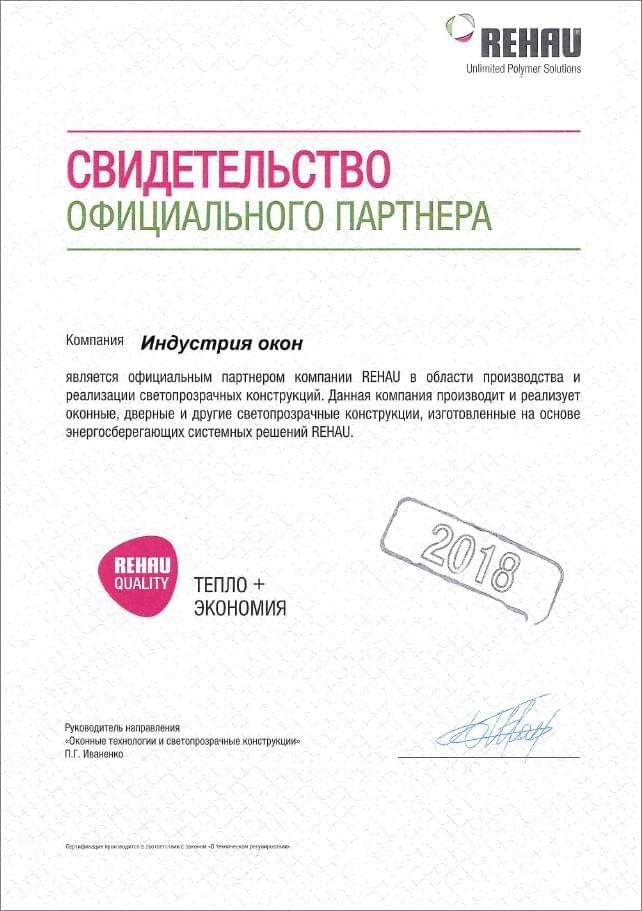 REHAU
Unlimited Polymer Solutions
СВИДЕТЕЛЬСТВО
ОФИЦИАЛЬНОГО ПАРТНЕРА
Компания Индустрия окон
является официальным партнером компании REHAU в области производства и
реализации светопрозрачных конструкций. Данная компания производит и реализует
оконные, дверные и другие светопрозрачные конструкции, изготовленные на основе
энергосберегающих системных решений REHAU.
2018
REHAU
QUALITY
ТЕПЛО +
ЭКОНОМИЯ
Руководитель направления
«Оконные технологии и светопрозрачные конструкции»
П.Г. Иваненко
Сертификация производится в соответствии с законом «О техническом регулировании»